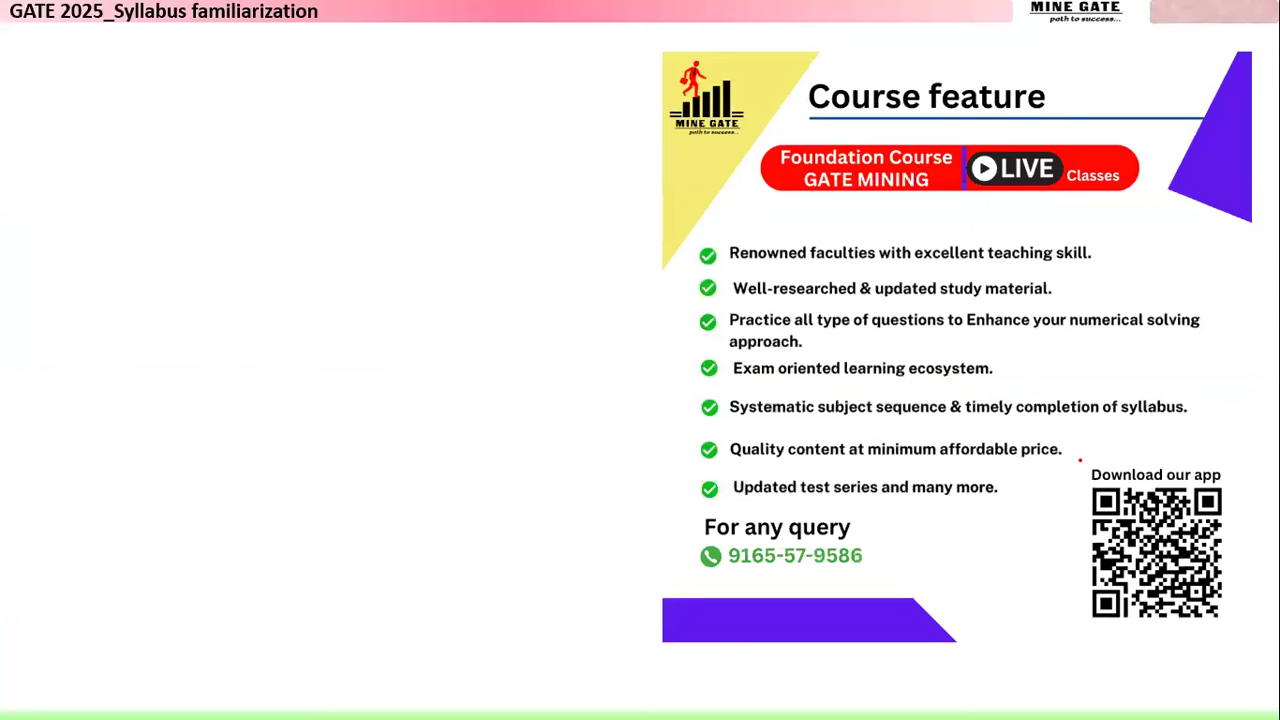 GATE 2025_Syllabus familiarization
MINE GATE
path to success...
MINE GATE
path to success...
Course feature
Foundation Course
GATE MINING
LIVE
Classes
Renowned faculties with excellent teaching skill.
Well-researched & updated study material.
Practice all type of questions to Enhance your numerical solving
approach.
Exam oriented learning ecosystem.
Systematic subject sequence & timely completion of syllabus.
Quality content at minimum affordable price.
Updated test series and many more.
Download our app
For any query
9165-57-9586